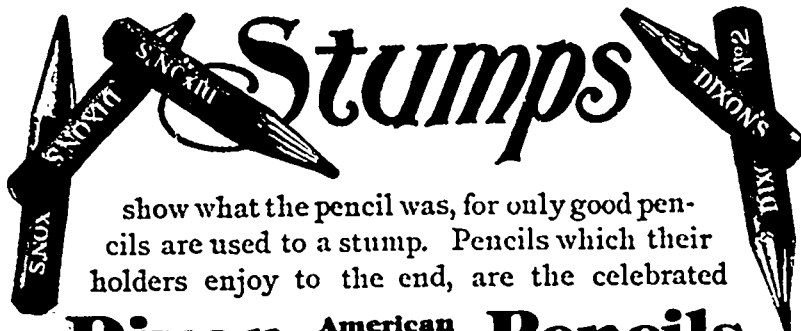 Stumps
show what the pencil was, for only good pen-
cils are used to a stump. Pencils which their
holders enjoy to the end, are the celebrated
Dixon American Pencils
DIXON'S
DIXON'S
No 2